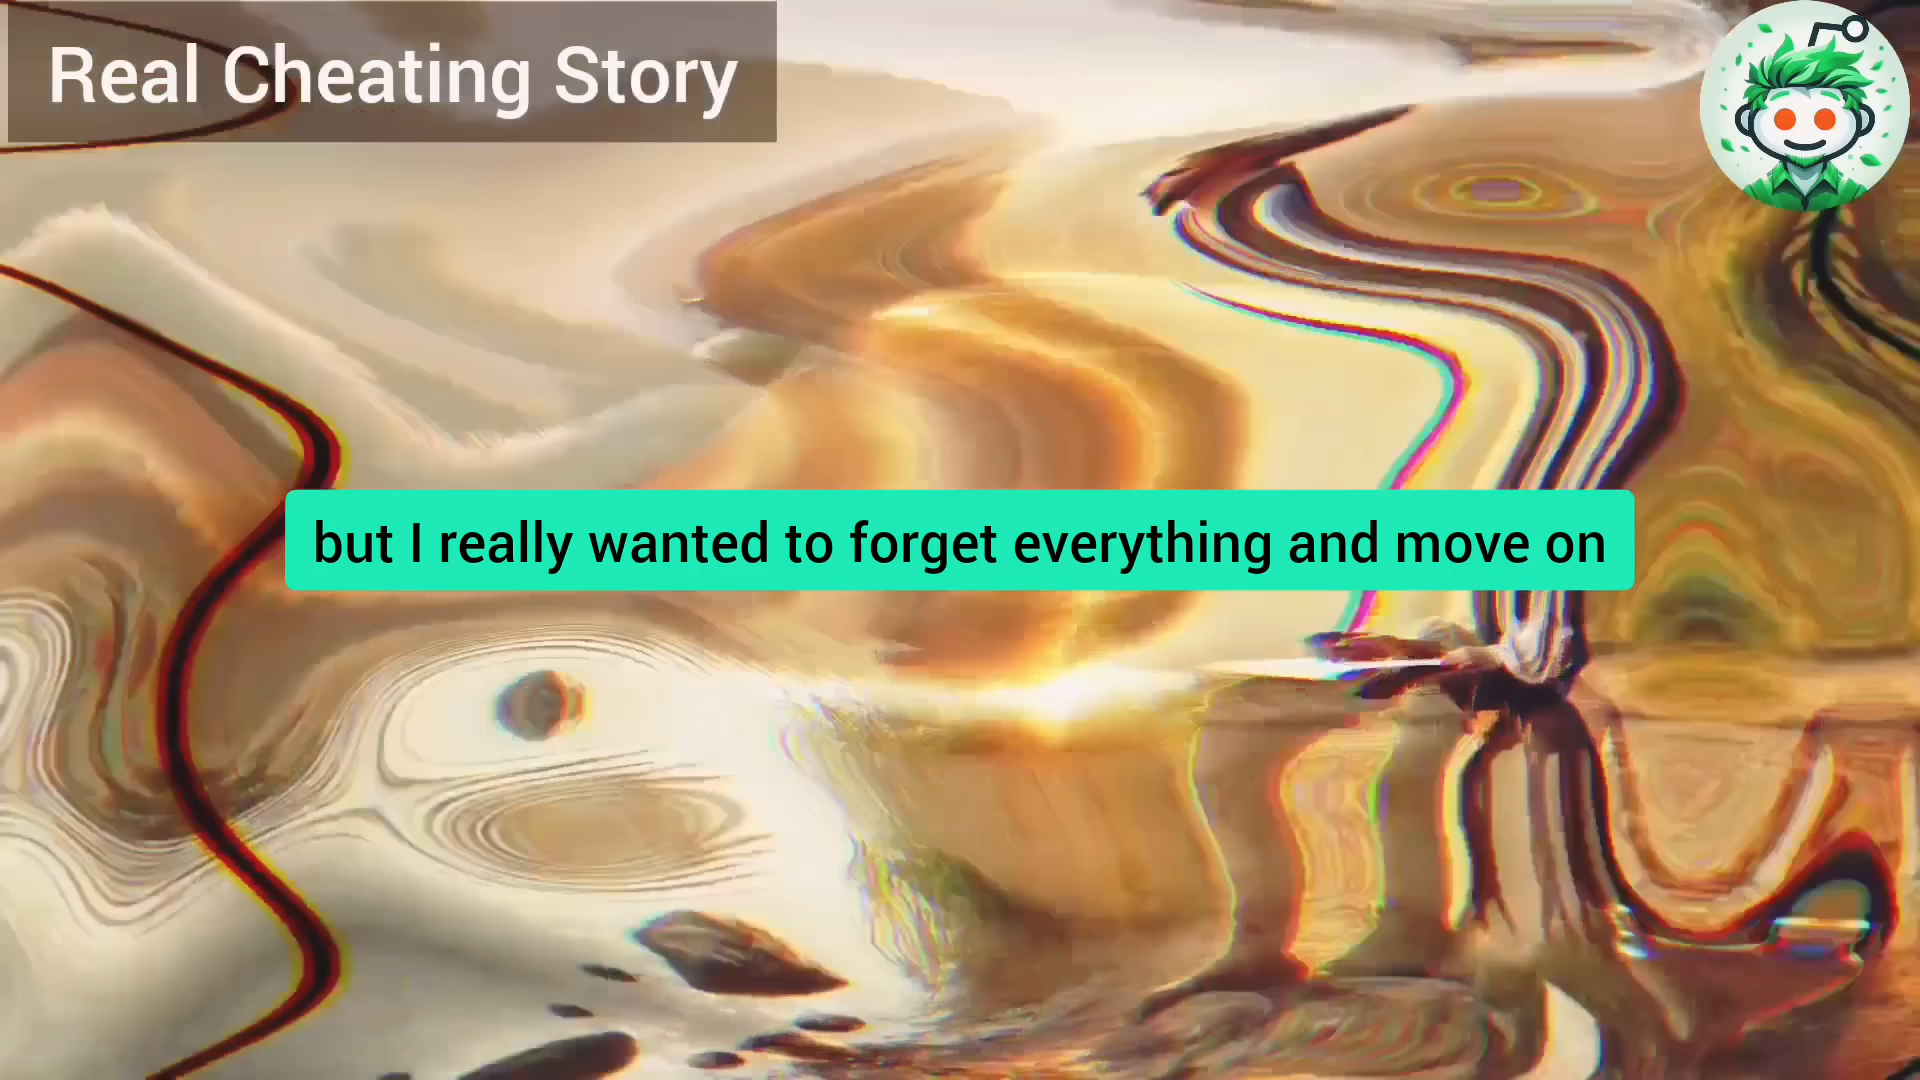 Real Cheating Story
but I really wanted to forget everything and move on